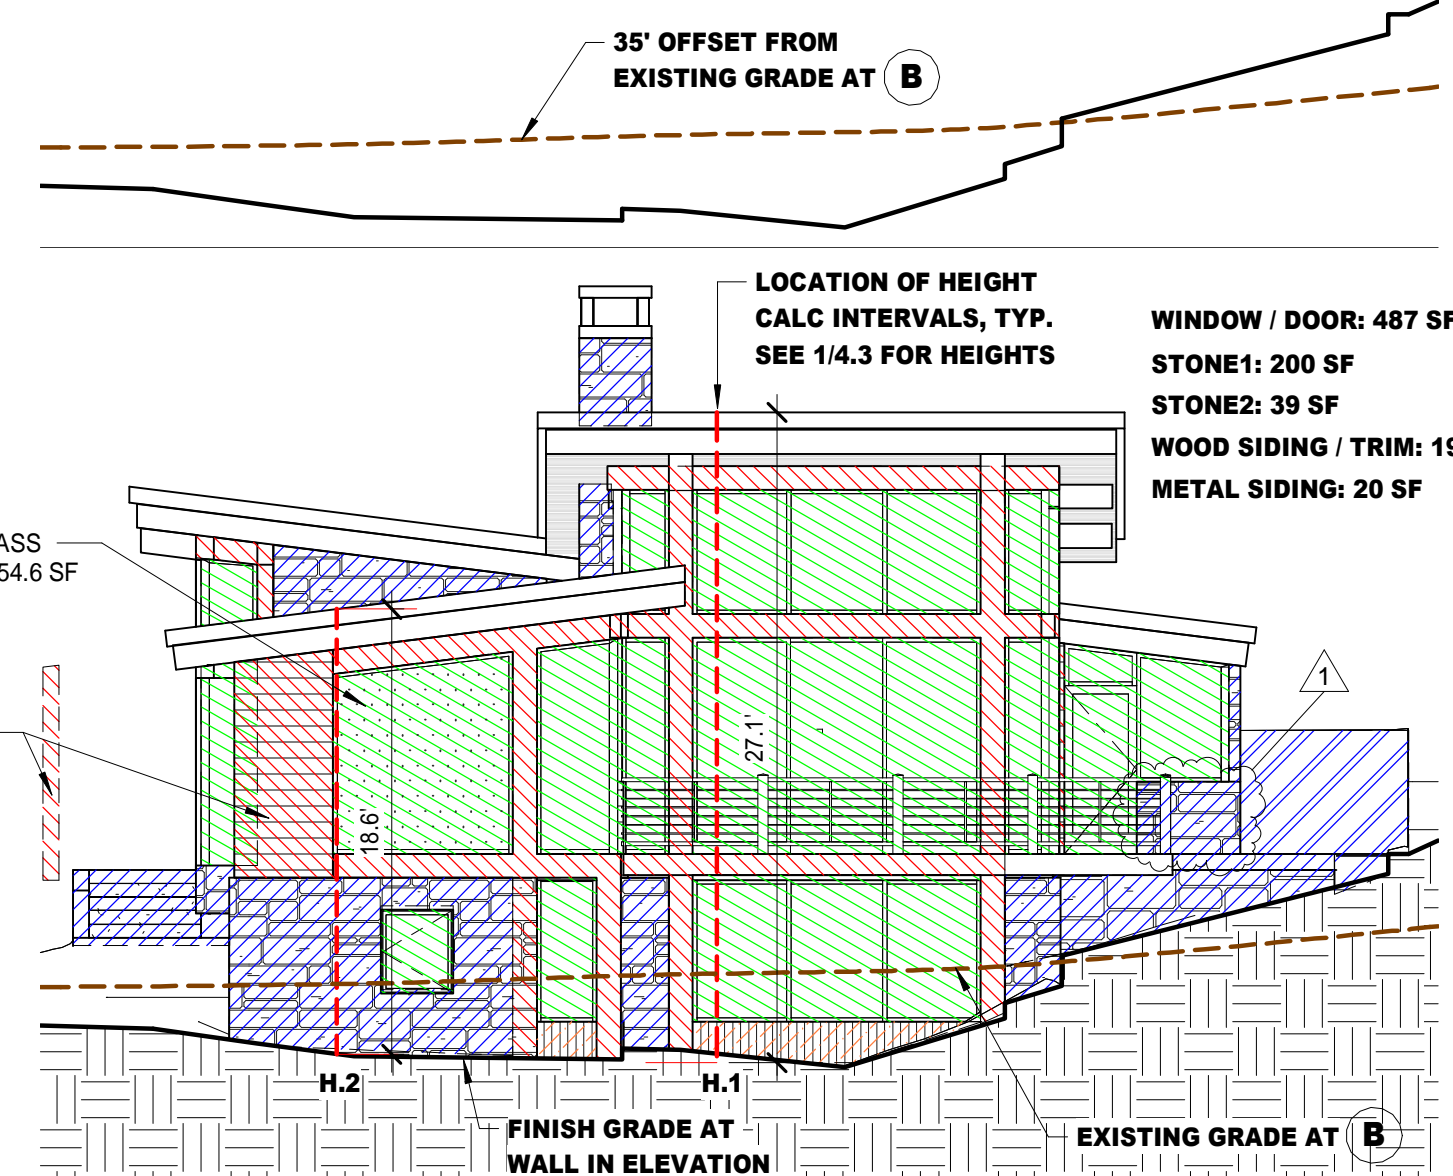 35' OFFSET FROM
EXISTING GRADE AT B
LOCATION OF HEIGHT
CALC INTERVALS, TYP.
SEE 1/4.3 FOR HEIGHTS
WINDOW / DOOR: 487 SF
STONE1: 200 SF
STONE2: 39 SF
WOOD SIDING / TRIM: 19
METAL SIDING: 20 SF
ASS
54.6 SF
1
27.1'
18.6'
H.2
H.1
FINISH GRADE AT
WALL IN ELEVATION
EXISTING GRADE AT B